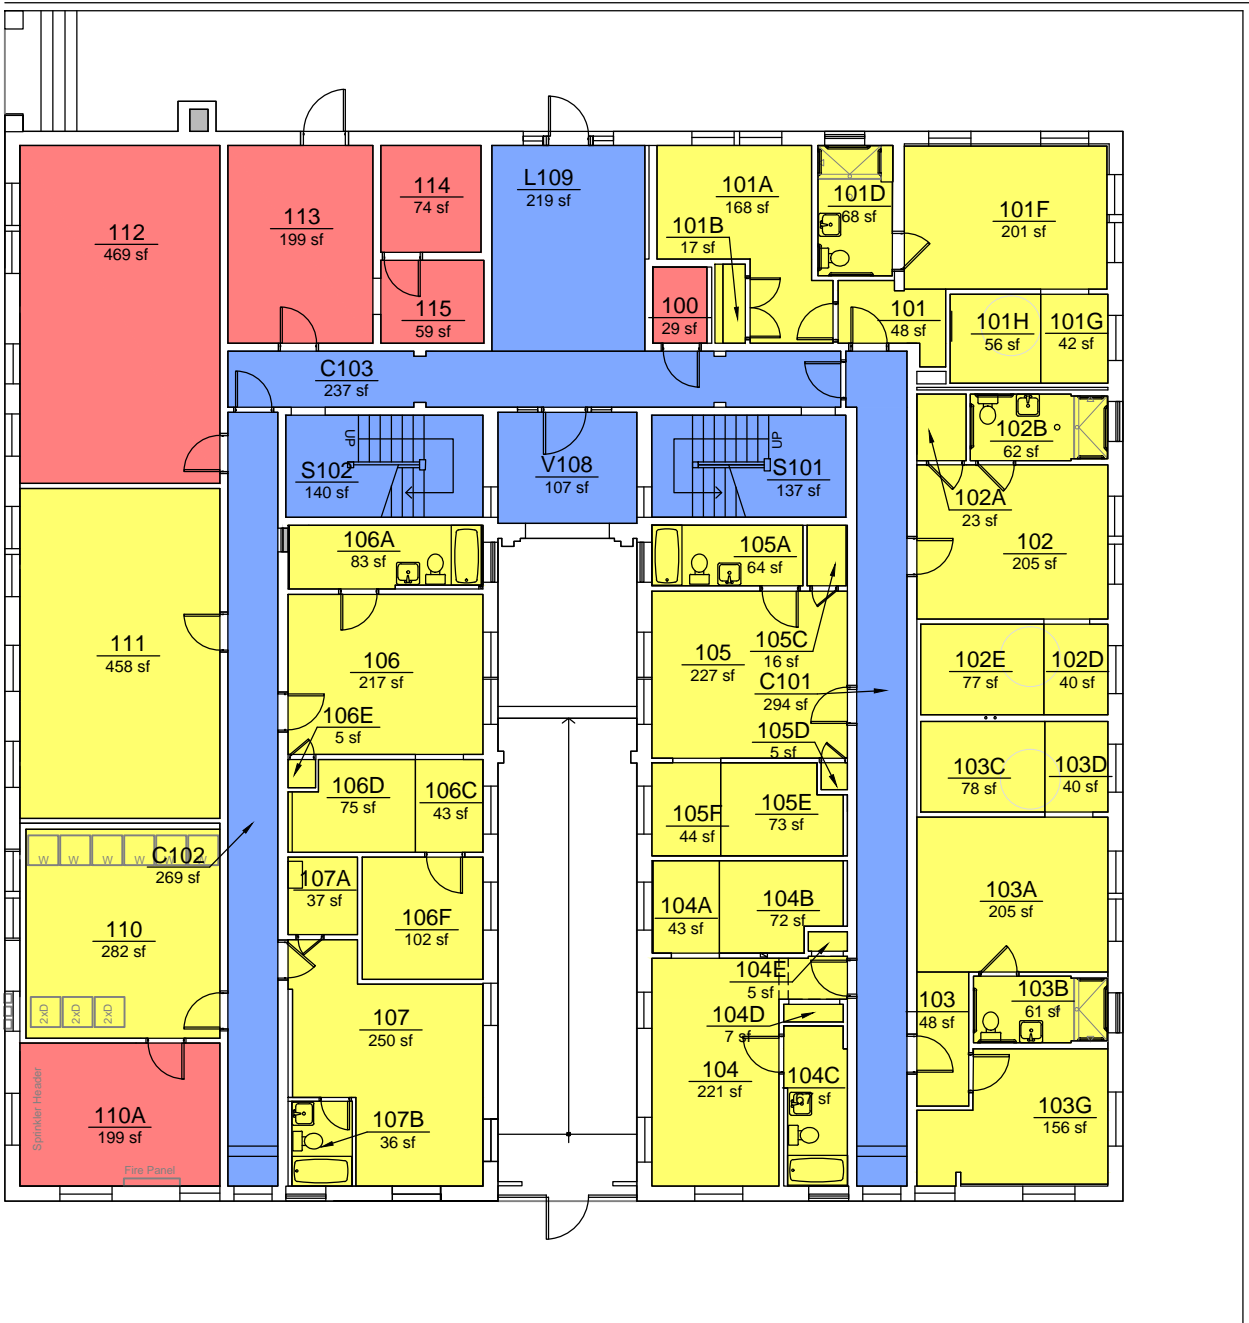 112
469 sf
113
199 sf
114
74 sf
115
59 sf
L109
219 sf
101A
168 sf
101B
17 sf
101D
68 sf
101F
201 sf
100
29 sf
101
48 sf
101H
56 sf
101G
42 sf
C103
237 sf
UP
S102
140 sf
V108
107 sf
UP
S101
137 sf
102B
62 sf
102A
23 sf
102
205 sf
106A
83 sf
105A
64 sf
111
458 sf
106
217 sf
105
227 sf
105C
16 sf
C101
294 sf
102E
77 sf
102D
40 sf
106E
5 sf
105D
5 sf
106D
75 sf
106C
43 sf
105F
44 sf
105E
73 sf
103C
78 sf
103D
40 sf
W
W
W
W
W
W
C102
269 sf
107A
37 sf
106F
102 sf
104A
43 sf
104B
72 sf
103A
205 sf
110
282 sf
104E
5 sf
2xD
2xD
2xD
107
250 sf
104D
7 sf
103
48 sf
103B
61 sf
104
221 sf
104C
67 sf
Sprinkler Header
110A
199 sf
107B
36 sf
103G
156 sf
Fire Panel